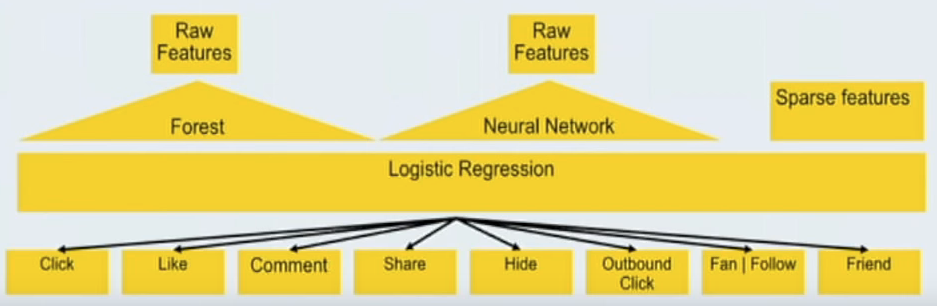 Raw
Features
Raw
Features
Forest
Neural Network
Sparse features
Logistic Regression
Click
Like
Comment
Share
Hide
Outbound
Click
Fan | Follow
Friend